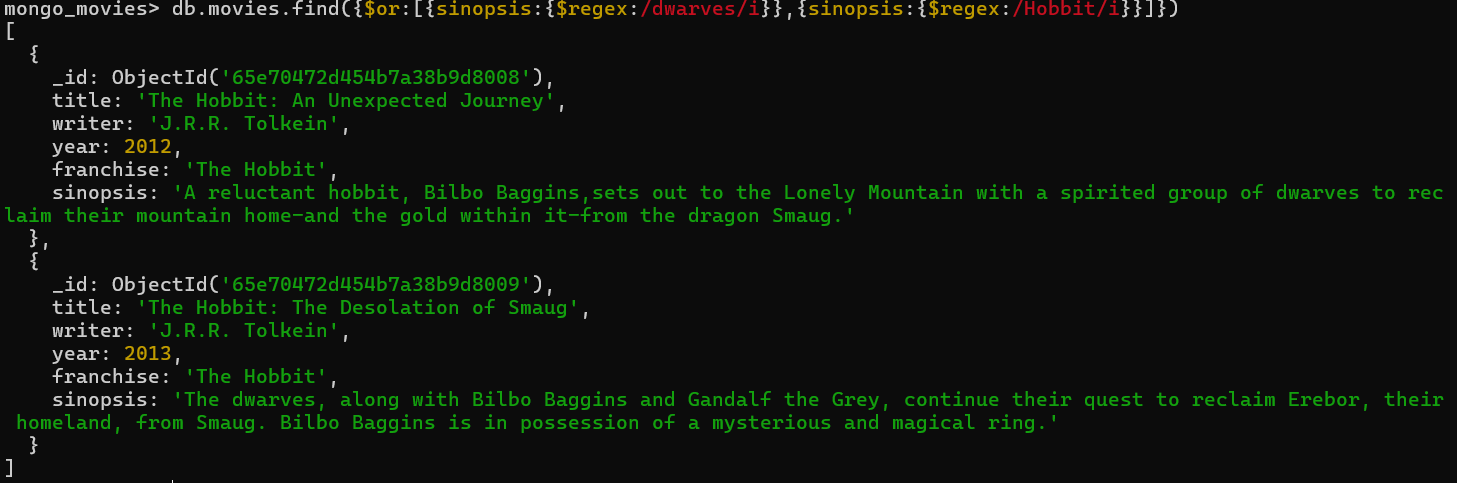 mongo_movies> db.movies.find({$or:[{sinopsis:{$regex:/dwarves/i}},{sinopsis:{$regex:/Hobbit/i}}]})
[
  {
    _id: ObjectId('65e70472d454b7a38b9d8008'),
    title: 'The Hobbit: An Unexpected Journey',
    writer: 'J.R.R. Tolkein',
    year: 2012,
    franchise: 'The Hobbit',
    sinopsis: 'A reluctant hobbit, Bilbo Baggins,sets out to the Lonely Mountain with a spirited group of dwarves to rec
laim their mountain home—and the gold within it—from the dragon Smaug.'
  },
  {
    _id: ObjectId('65e70472d454b7a38b9d8009'),
    title: 'The Hobbit: The Desolation of Smaug',
    writer: 'J.R.R. Tolkein',
    year: 2013,
    franchise: 'The Hobbit',
    sinopsis: 'The dwarves, along with Bilbo Baggins and Gandalf the Grey, continue their quest to reclaim Erebor, their
 homeland, from Smaug. Bilbo Baggins is in possession of a mysterious and magical ring.'
  }
]